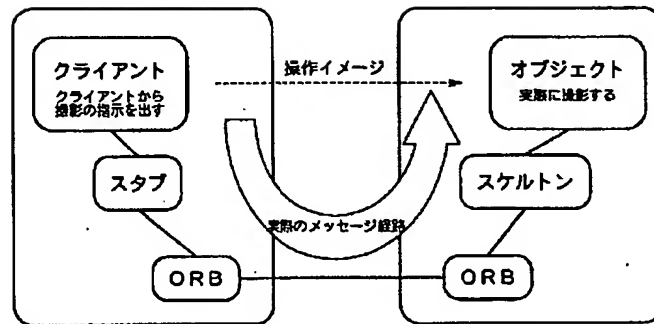 クライアント
クライアントから
撮影の指示を出す
操作イメージ
オブジェクト
実際に撮影する
スタブ
スケルトン
実際のメッセージ経路
ORB
ORB